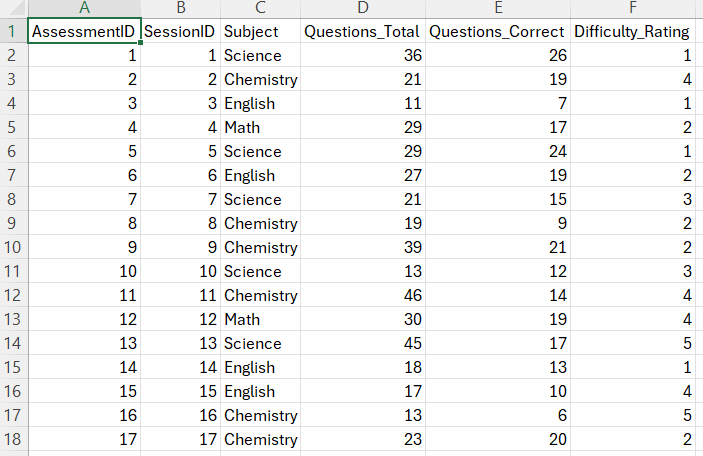 A B C D E F
1 AssessmentID SessionID Subject Questions_Total Questions_Correct Difficulty_Rating
2 1 1 Science 36 26 1
3 2 2 Chemistry 21 19 4
4 3 3 English 11 7 1
5 4 4 Math 29 17 2
6 5 5 Science 29 24 1
7 6 6 English 27 19 2
8 7 7 Science 21 15 3
9 8 8 Chemistry 19 9 2
10 9 9 Chemistry 39 21 2
11 10 10 Science 13 12 3
12 11 11 Chemistry 46 14 4
13 12 12 Math 30 19 4
14 13 13 Science 45 17 5
15 14 14 English 18 13 1
16 15 15 English 17 10 4
17 16 16 Chemistry 13 6 5
18 17 17 Chemistry 23 20 2